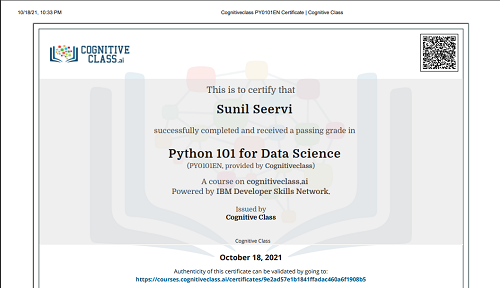 10/18/21, 10:33 PM Cognitiveclass PY0101EN Certificate | Cognitive Class
COGNITIVE
CLASS.ai
This is to certify that
Sunil Seervi
successfully completed and received a passing grade in
Python 101 for Data Science
(PY0101EN, provided by Cognitiveclass)
A course on cognitiveclass.ai
Powered by IBM Developer Skills Network.
Issued by
Cognitive Class
Cognitive Class
October 18, 2021
Authenticity of this certificate can be validated by going to:
https://courses.cognitiveclass.ai/certificates/9e2ad57e1b1841ffadac460a6f1908b5